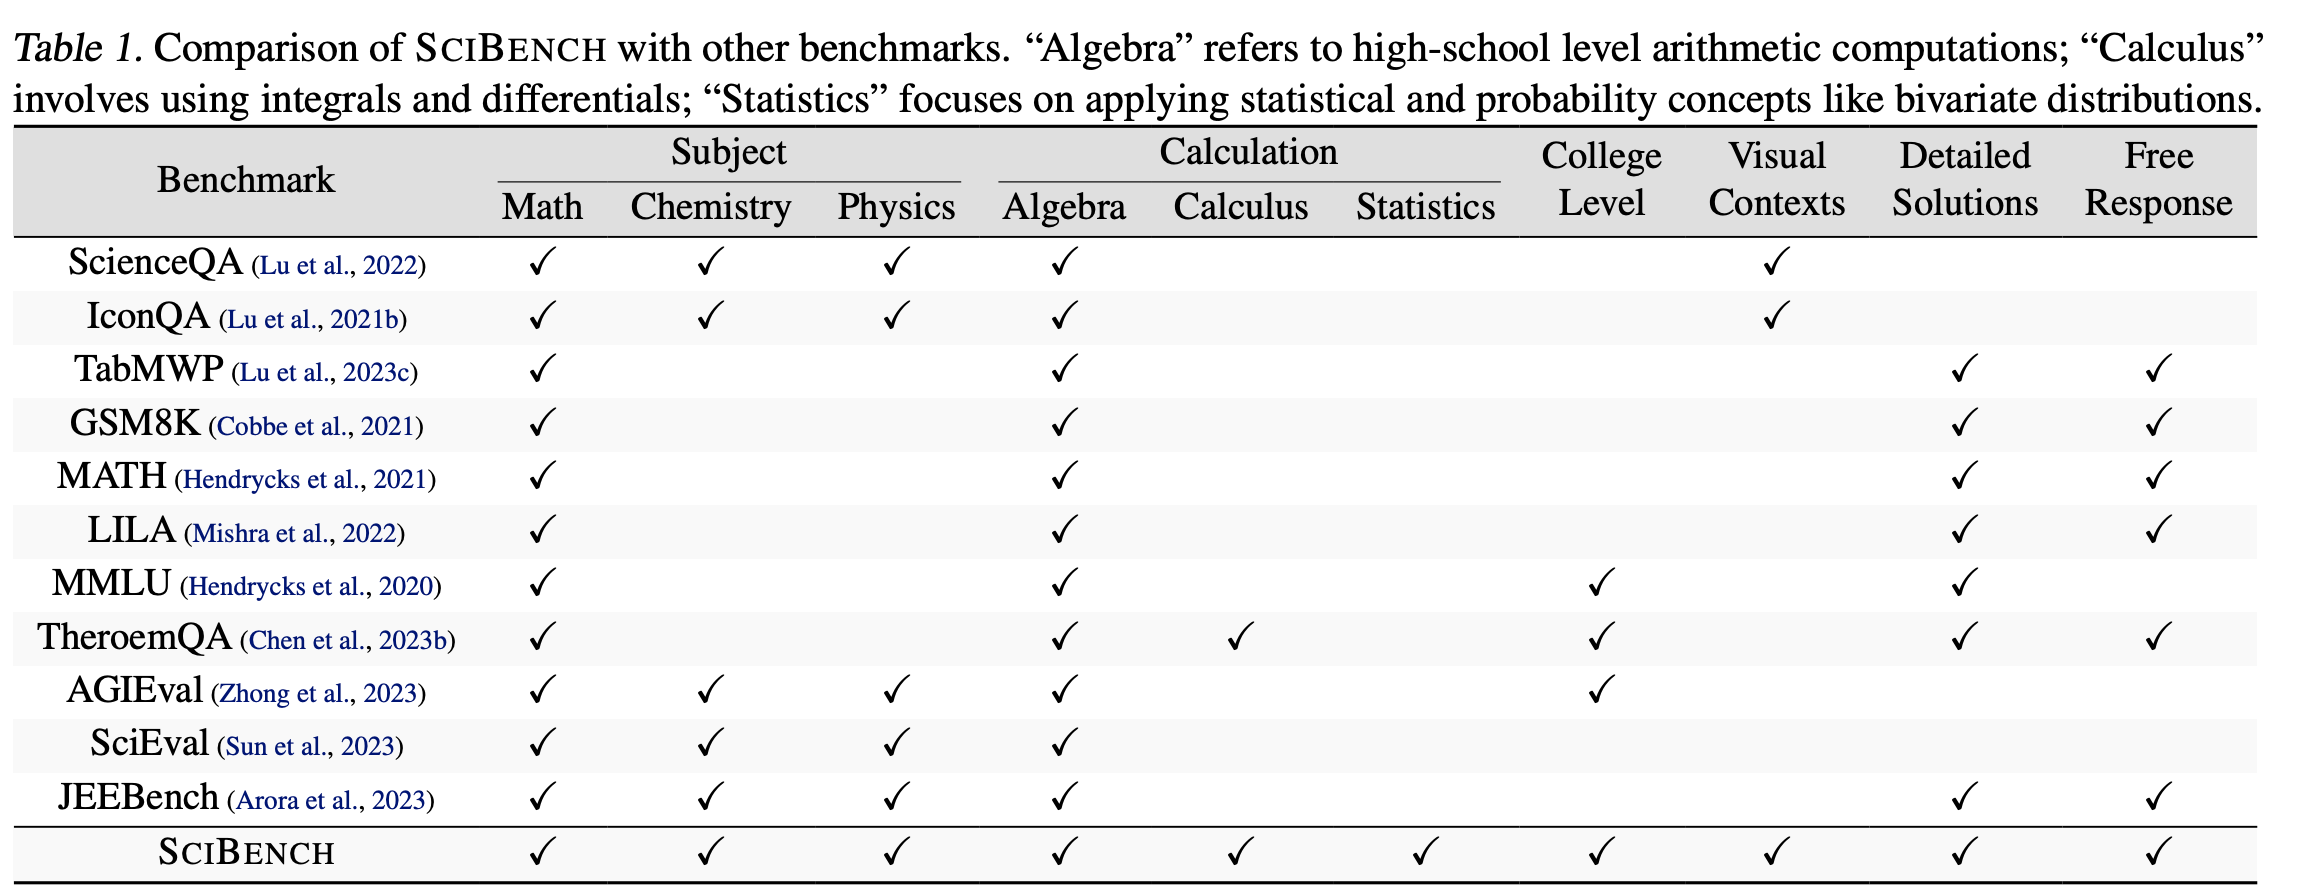 Table 1. Comparison of SCIBENCH with other benchmarks. “Algebra” refers to high-school level arithmetic computations; “Calculus”
involves using integrals and differentials; “Statistics” focuses on applying statistical and probability concepts like bivariate distributions.
Benchmark Subject Calculation College Level Visual Contexts Detailed Solutions Free Response
Math Chemistry Physics Algebra Calculus Statistics
ScienceQA (Lu et al., 2022) ✓ ✓ ✓ ✓ ✓
IconQA (Lu et al., 2021b) ✓ ✓ ✓ ✓ ✓
TabMWP (Lu et al., 2023c) ✓ ✓ ✓ ✓
GSM8K (Cobbe et al., 2021) ✓ ✓ ✓ ✓
MATH (Hendrycks et al., 2021) ✓ ✓ ✓ ✓
LILA (Mishra et al., 2022) ✓ ✓ ✓ ✓
MMLU (Hendrycks et al., 2020) ✓ ✓ ✓ ✓
TheroemQA (Chen et al., 2023b) ✓ ✓ ✓ ✓ ✓ ✓
AGIEval (Zhong et al., 2023) ✓ ✓ ✓ ✓ ✓
SciEval (Sun et al., 2023) ✓ ✓ ✓ ✓
JEEBench (Arora et al., 2023) ✓ ✓ ✓ ✓ ✓ ✓
SCIBENCH ✓ ✓ ✓ ✓ ✓ ✓ ✓ ✓ ✓ ✓